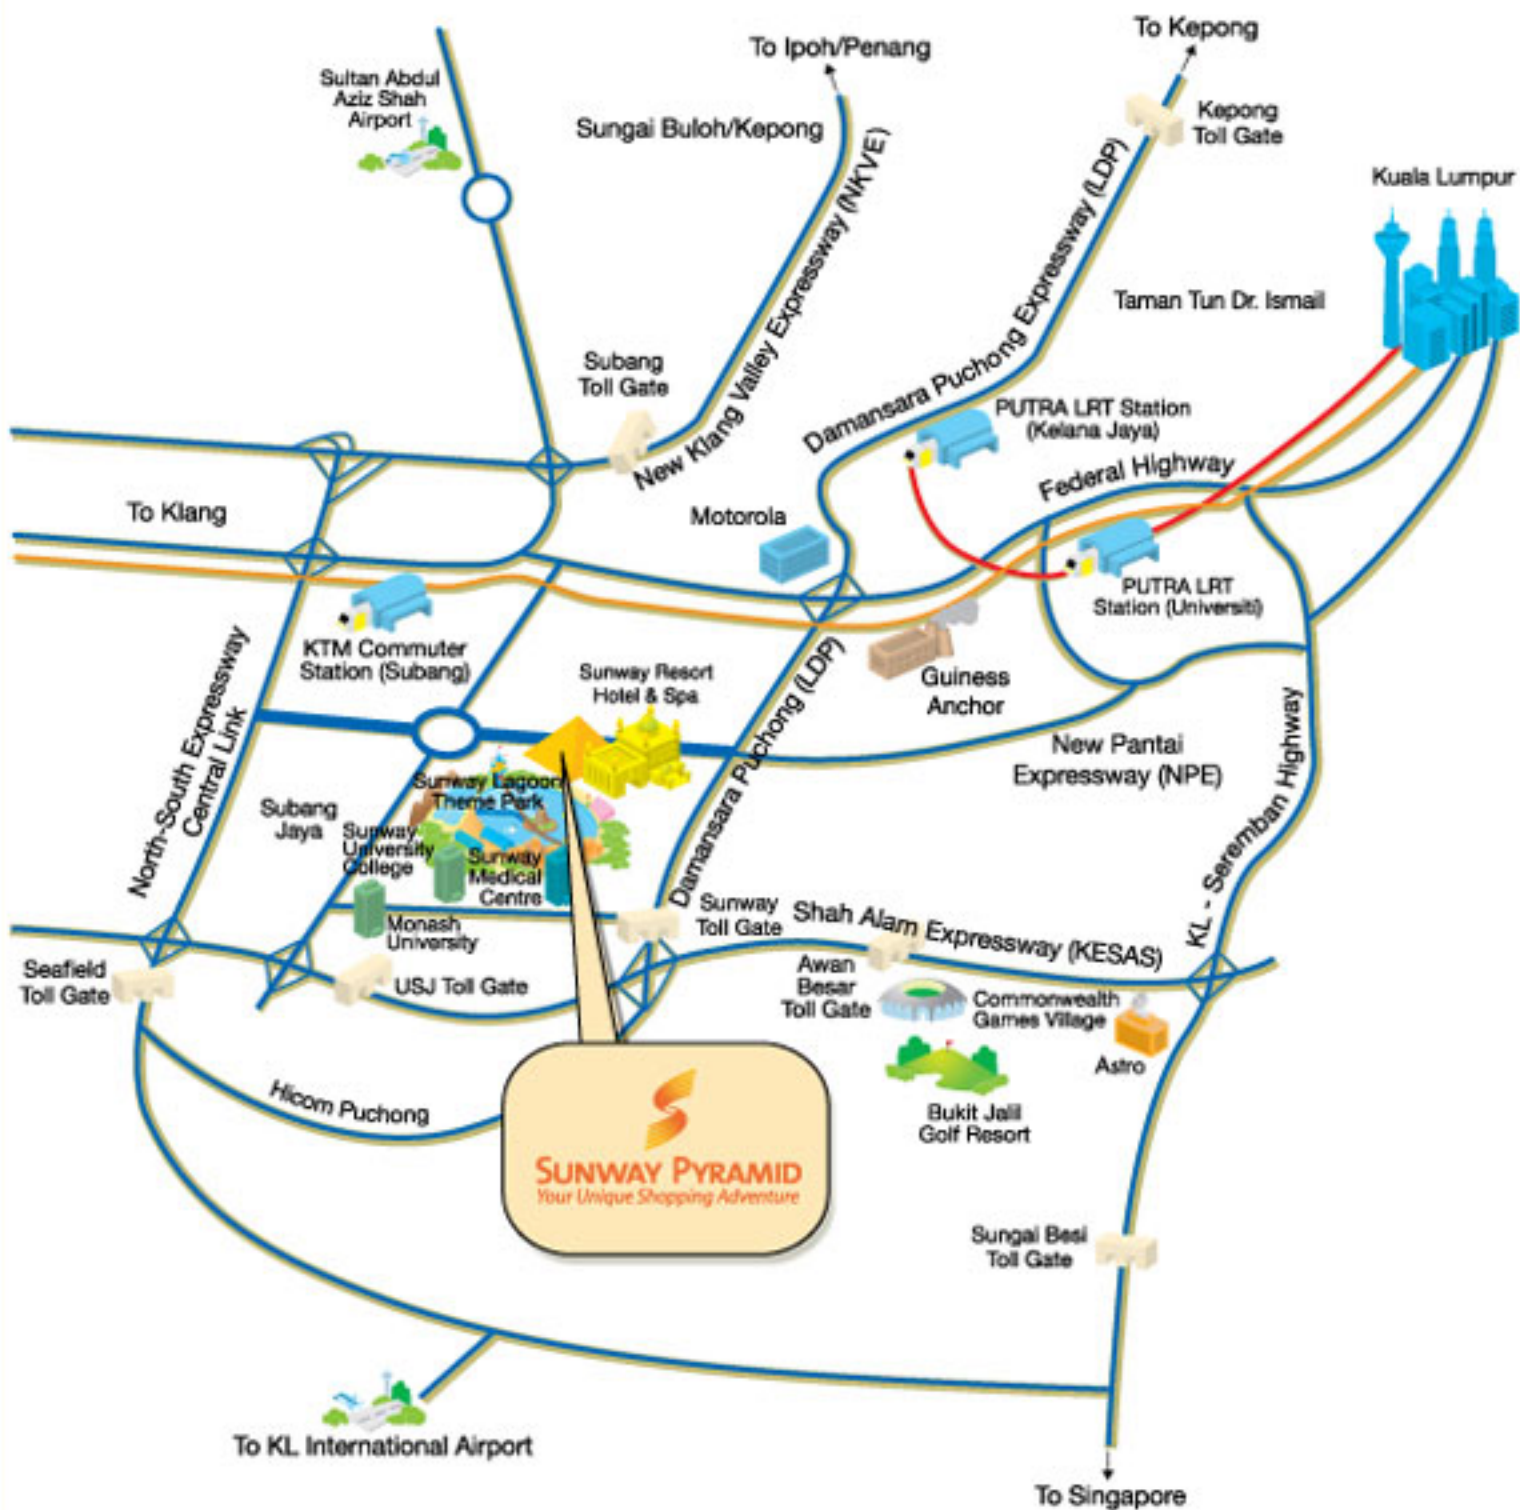 To Kepong
To Ipoh/Penang
Sultan Abdul
Aziz Shah
Airport
Sungai Buloh/Kepong
Kepong
Toll Gate
Kuala Lumpur
New Klang Valley Expressway (NKVE)
Damansara Puchong Expressway (LDP)
Taman Tun Dr. Ismail
Subang
Toll Gate
PUTRA LRT Station
(Kelana Jaya)
Federal Highway
To Klang
Motorola
PUTRA LRT
Station (Universiti)
KTM Commuter
Station (Subang)
Sunway Resort
Hotel & Spa
Guiness
Anchor
North-South Expressway
Central Link
Damansara Puchong (LDP)
New Pantai
Expressway (NPE)
KL - Seremban Highway
Sunway Lagoon
Theme Park
Subang
Jaya
Sunway
University
College
Sunway
Medical
Centre
Monash
University
Sunway
Toll Gate
Shah Alam Expressway (KESAS)
Seafield
Toll Gate
USJ Toll Gate
Awan
Besar
Toll Gate
Commonwealth
Games Village
Astro
Hicom Puchong
Bukit Jalil
Golf Resort
SUNWAY PYRAMID
Your Unique Shopping Adventure
Sungai Besi
Toll Gate
To KL International Airport
To Singapore